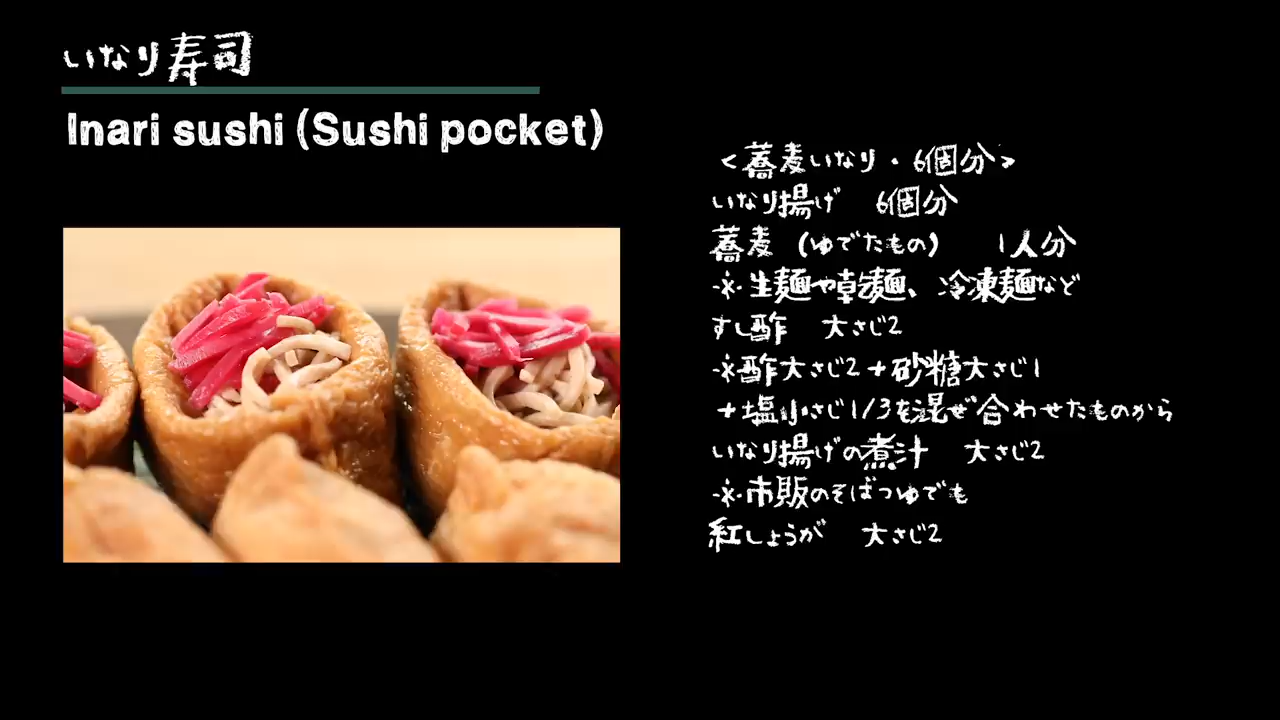 いなり寿司
Inari sushi (Sushi pocket)
<蕎麦いなり・6個分>
いなり揚げ　6個分
蕎麦（ゆでたもの）　1人分
※生麺や乾麺、冷凍麺など
すし酢　大さじ2
※酢大さじ2＋砂糖大さじ1
＋塩小さじ1/3を混ぜ合わせたものから
いなり揚げの煮汁　大さじ2
※市販のそばつゆでも
紅しょうが　大さじ2